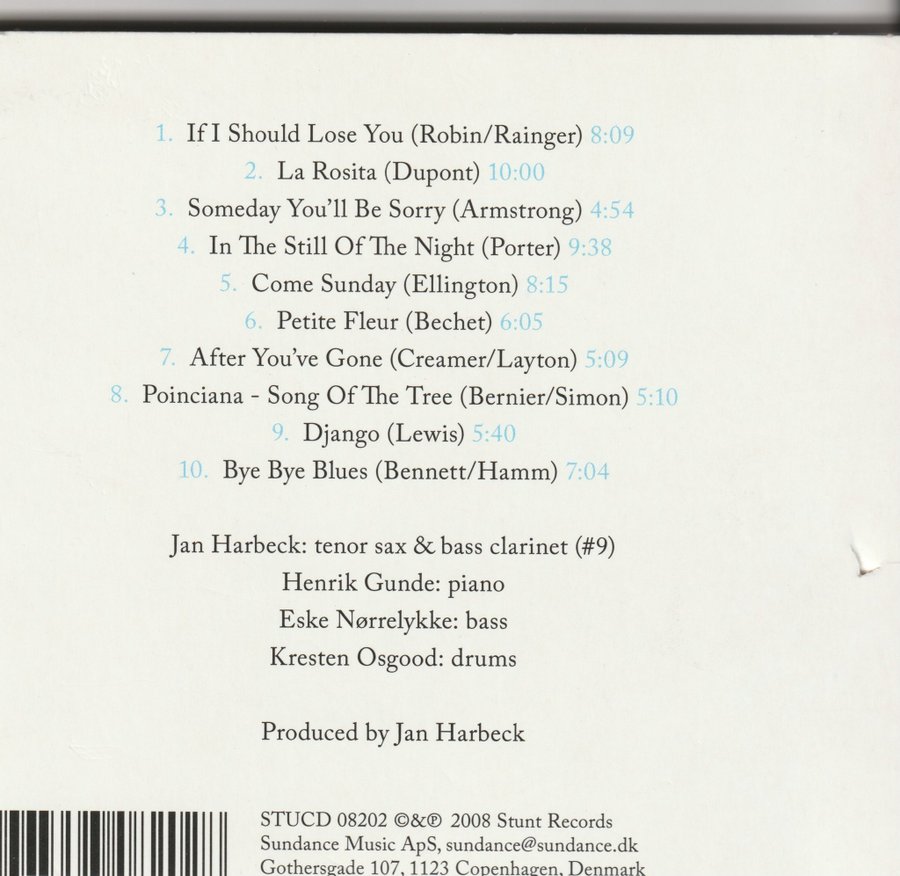 1. If I Should Lose You (Robin/Rainger) 8:09
2. La Rosita (Dupont) 10:00
3. Someday You'll Be Sorry (Armstrong) 4:54
4. In The Still Of The Night (Porter) 9:38
5. Come Sunday (Ellington) 8:15
6. Petite Fleur (Bechet) 6:05
7. After You've Gone (Creamer/Layton) 5:09
8. Poinciana - Song Of The Tree (Bernier/Simon) 5:10
9. Django (Lewis) 5:40
10. Bye Bye Blues (Bennett/Hamm) 7:04
Jan Harbeck: tenor sax & bass clarinet (#9)
Henrik Gunde: piano
Eske Nørrelykke: bass
Kresten Osgood: drums
Produced by Jan Harbeck
STUCD 08202 ©&℗ 2008 Stunt Records
Sundance Music ApS, sundance@sundance.dk
Gothersgade 107, 1123 Copenhagen, Denmark